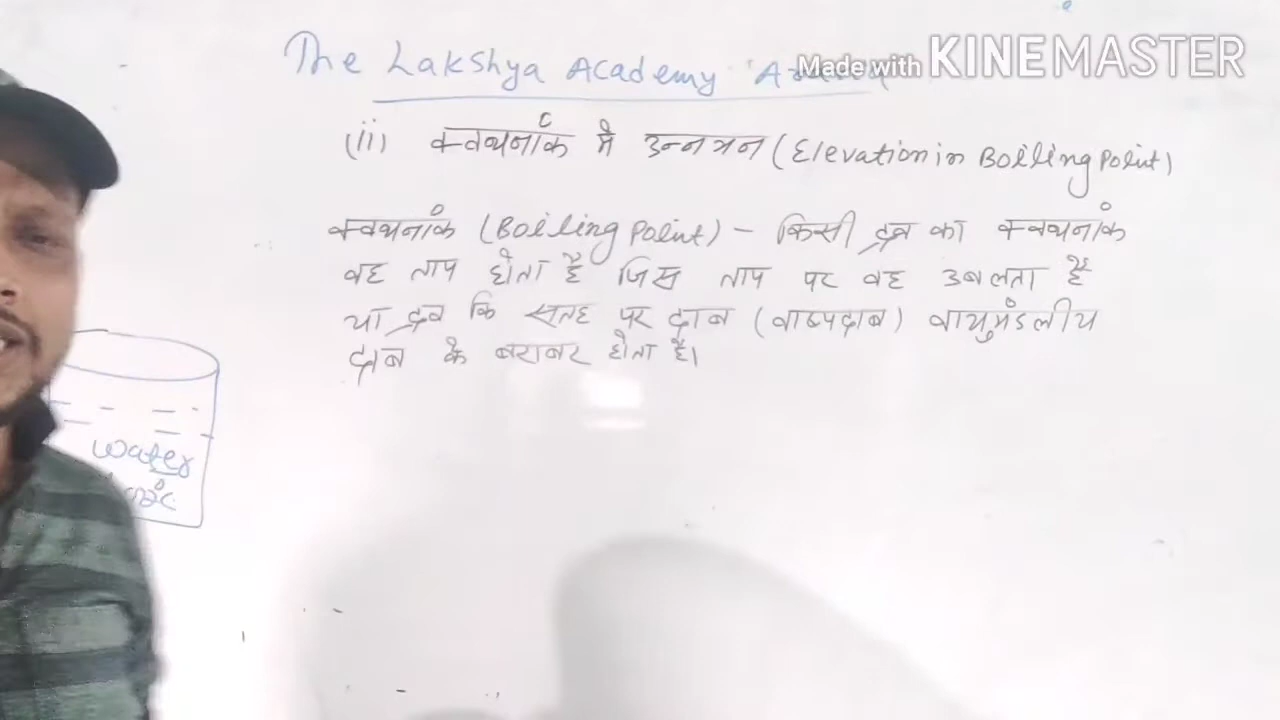 The Lakshya Academy
Made with KINEMASTER
(ii) क्वथनांक मे उन्नयन (Elevation in Boiling Point)
क्वथनांक (Boiling Point) – किसी द्रव का क्वथनांक
वह ताप होता है जिस ताप पर वह उबलता है
या द्रव कि सतह पर दाब (वाष्पदाब) वायुमंडलीय
दाब के बराबर होता है।
water